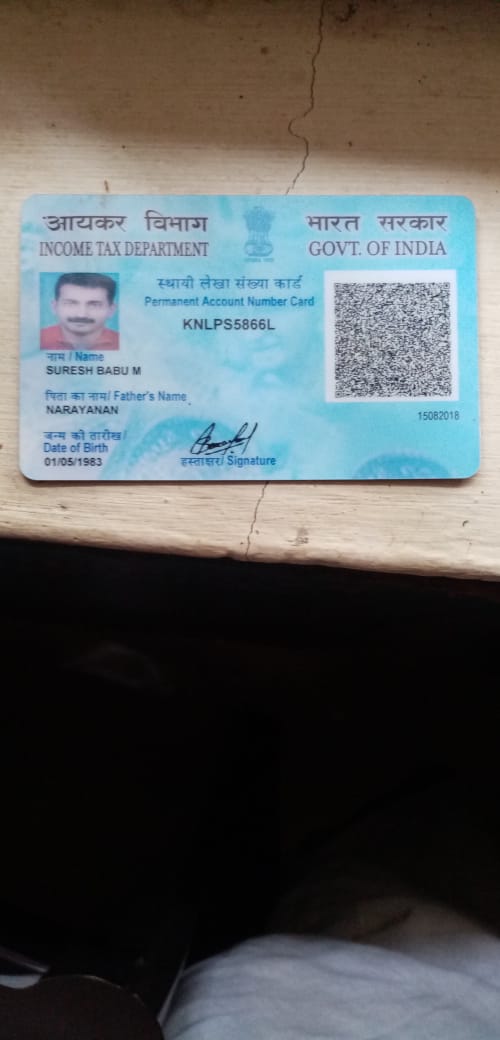 आयकर विभाग
INCOME TAX DEPARTMENT
भारत सरकार
GOVT. OF INDIA
स्थायी लेखा संख्या कार्ड
Permanent Account Number Card
KNLPS5866L
नाम / Name
SURESH BABU M
पिता का नाम/ Father's Name
NARAYANAN
जन्म की तारीख/
Date of Birth
01/05/1983
हस्ताक्षर/ Signature
15082018